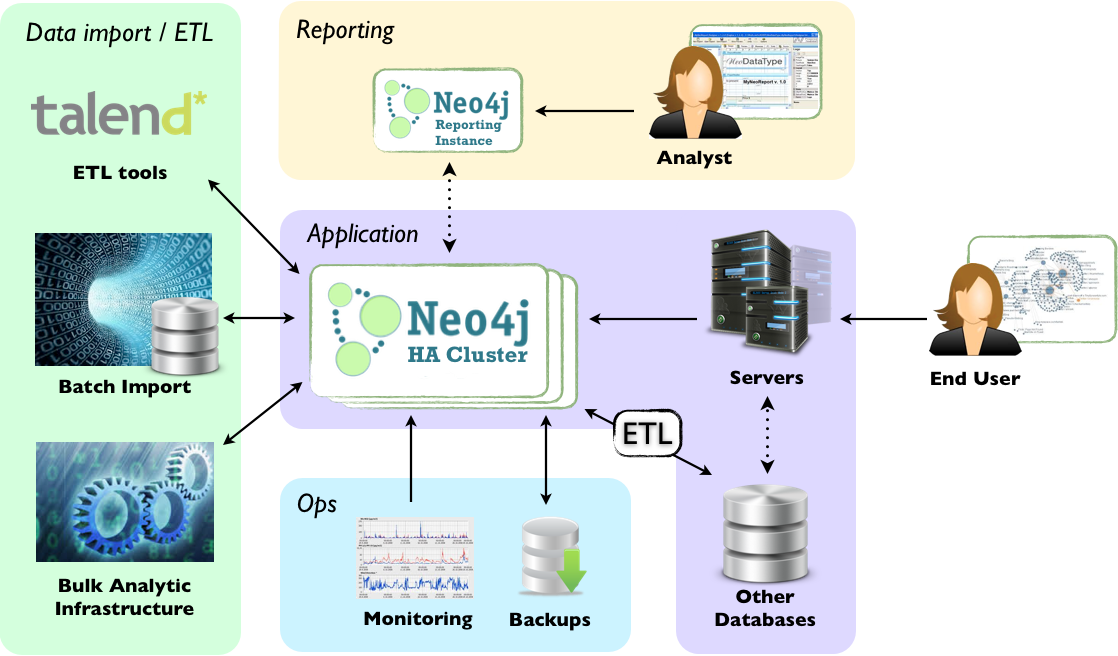 Data import / ETL
talend*
ETL tools
Batch Import
Bulk Analytic
Infrastructure
Reporting
Neo4j
Reporting
Instance
NeoDataType
MyNeoReport v. 1.0
Analyst
Application
Neo4j
HA Cluster
Servers
End User
ETL
Other
Databases
Ops
Monitoring
Backups